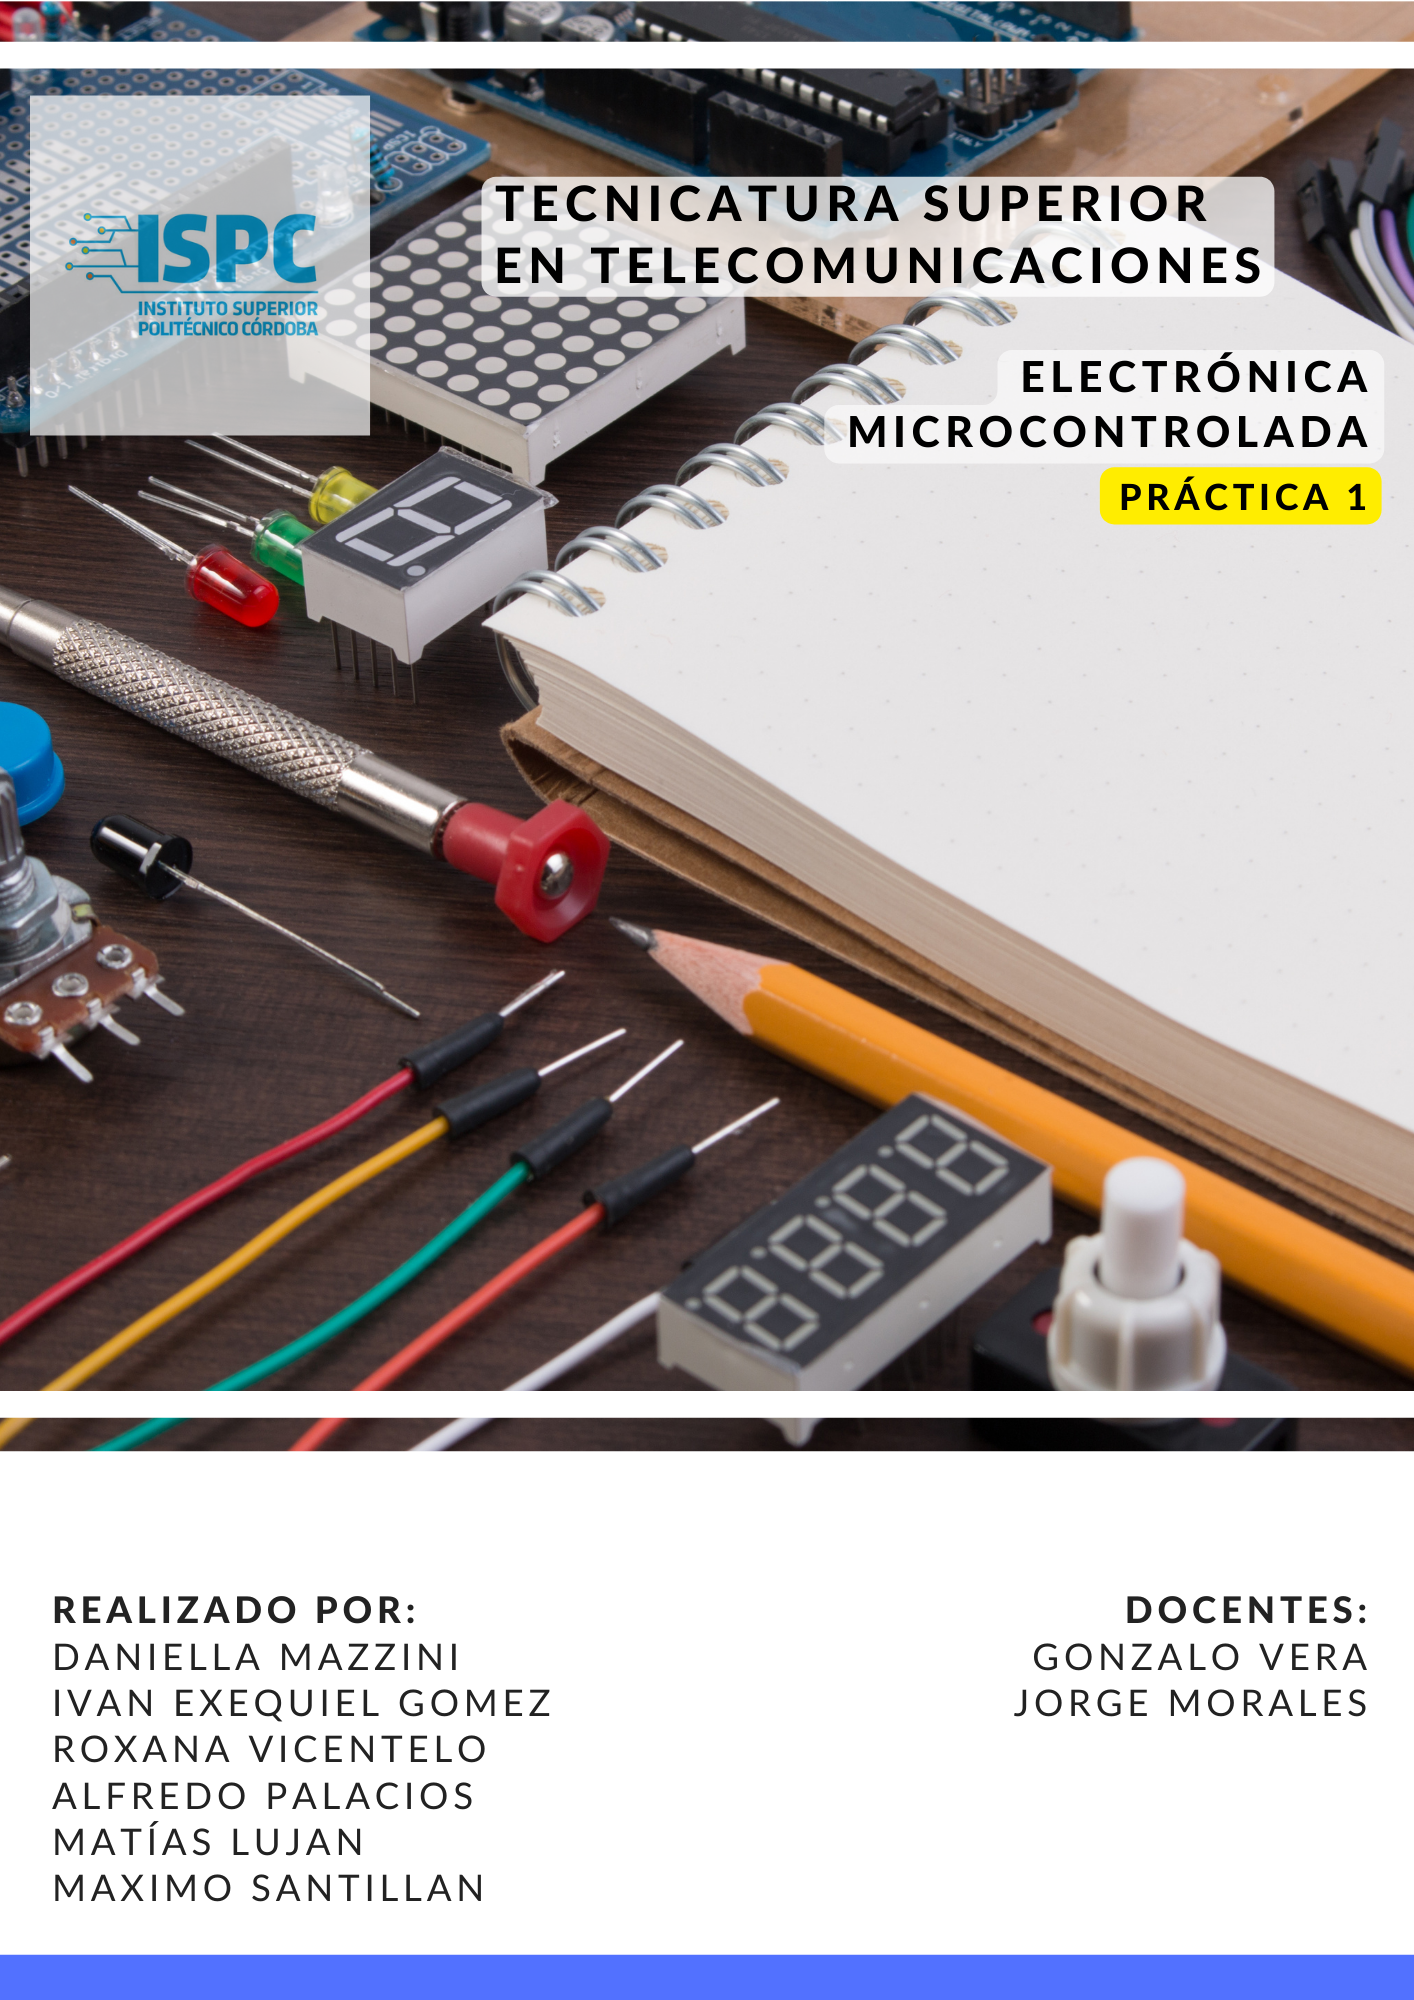 ISPC
INSTITUTO SUPERIOR
POLITÉCNICO CÓRDOBA
TECNICATURA SUPERIOR
EN TELECOMUNICACIONES
ELECTRÓNICA
MICROCONTROLADA
PRÁCTICA 1
REALIZADO POR:
DANIELLA MAZZINI
IVAN EXEQUIEL GOMEZ
ROXANA VICENTELO
ALFREDO PALACIOS
MATÍAS LUJAN
MAXIMO SANTILLAN
DOCENTES:
GONZALO VERA
JORGE MORALES